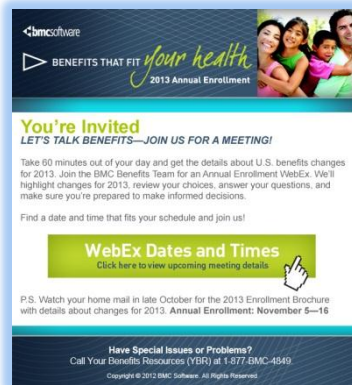 bmcsoftware
BENEFITS THAT FIT your health
2013 Annual Enrollment
You're Invited
LET'S TALK BENEFITS—JOIN US FOR A MEETING!
Take 60 minutes out of your day and get the details about U.S. benefits changes
for 2013. Join the BMC Benefits Team for an Annual Enrollment WebEx. We'll
highlight changes for 2013, review your choices, answer your questions, and
make sure you're prepared to make informed decisions.
Find a date and time that fits your schedule and join us!
WebEx Dates and Times
Click here to view upcoming meeting details
P.S. Watch your home mail in late October for the 2013 Enrollment Brochure
with details about changes for 2013. Annual Enrollment: November 5—16
Have Special Issues or Problems?
Call Your Benefits Resources (YBR) at 1-877-BMC-4849.
Copyright © 2012 BMC Software. All Rights Reserved.